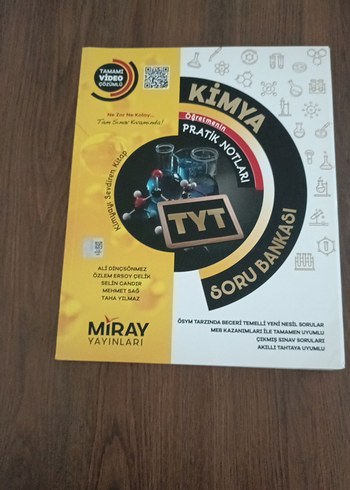 TAMAMI
VİDEO
ÇÖZÜMLÜ
Ne Zor Ne Kolay...
Tam Sınav Kıvamında!
KİMYA
Öğretmenin
PRATİK NOTLARI
Kimyayı Sevdiren Kitap
TYT
SORU BANKASI
ALİ DİNÇSÖNMEZ
ÖZLEM ERSOY ÇELİK
SELİN CANDIR
MEHMET SAĞ
TAHA YILMAZ
MİRAY
YAYINLARI
ÖSYM TARZINDA BECERİ TEMELLİ YENİ NESİL SORULAR
MEB KAZANIMLARI İLE TAMAMEN UYUMLU
ÇIKMIŞ SINAV SORULARI
AKILLI TAHTAYA UYUMLU